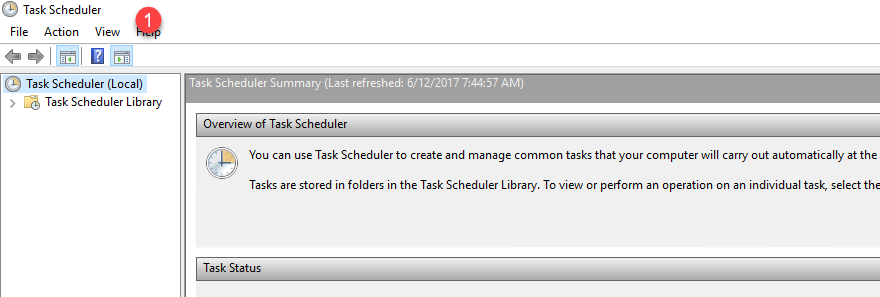 Task Scheduler
1
File Action View Help
Task Scheduler (Local)
Task Scheduler Library
Task Scheduler Summary (Last refreshed: 6/12/2017 7:44:57 AM)
Overview of Task Scheduler
You can use Task Scheduler to create and manage common tasks that your computer will carry out automatically at the
Tasks are stored in folders in the Task Scheduler Library. To view or perform an operation on an individual task, select the
Task Status